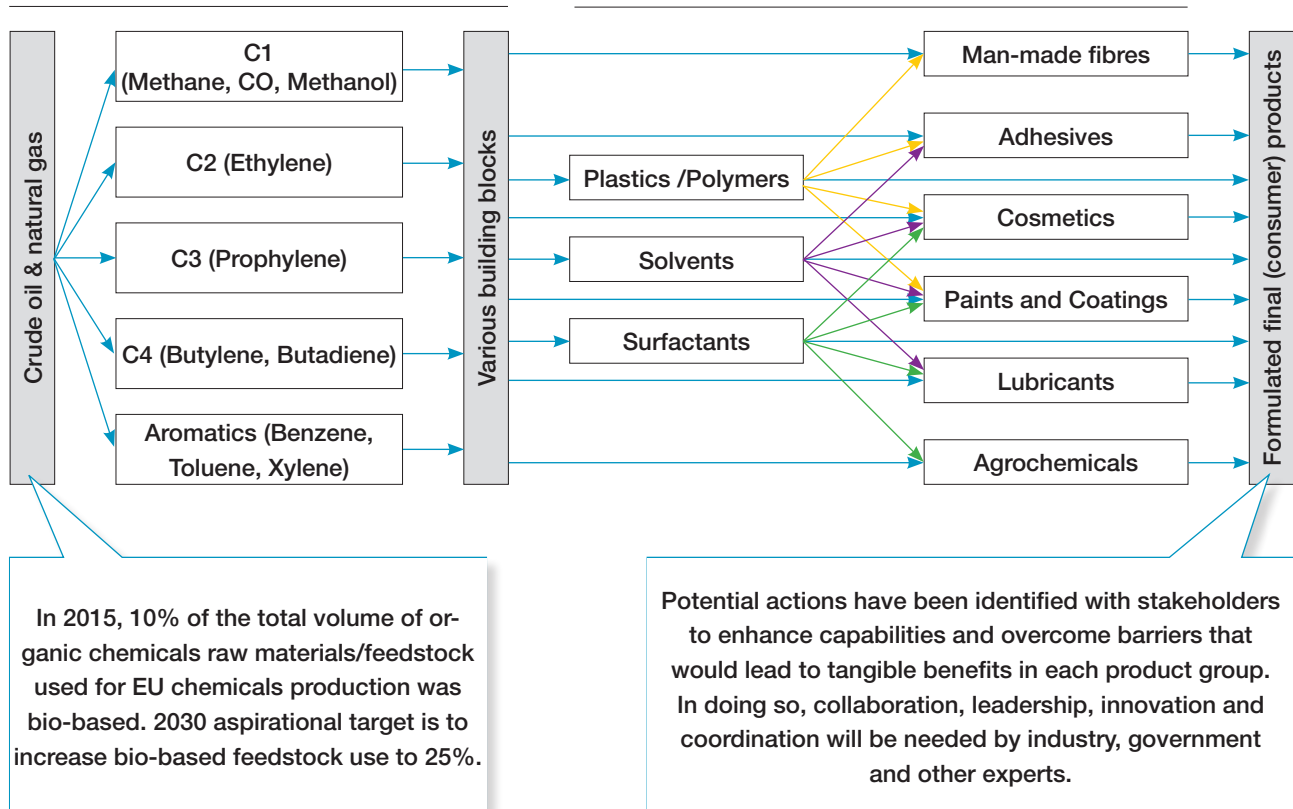 Crude oil & natural gas
C1
(Methane, CO, Methanol)
C2 (Ethylene)
C3 (Prophylene)
C4 (Butylene, Butadiene)
Aromatics (Benzene,
Toluene, Xylene)
Various building blocks
Plastics /Polymers
Solvents
Surfactants
Man-made fibres
Adhesives
Cosmetics
Paints and Coatings
Lubricants
Agrochemicals
Formulated final (consumer) products
In 2015, 10% of the total volume of or-
ganic chemicals raw materials/feedstock
used for EU chemicals production was
bio-based. 2030 aspirational target is to
increase bio-based feedstock use to 25%.
Potential actions have been identified with stakeholders
to enhance capabilities and overcome barriers that
would lead to tangible benefits in each product group.
In doing so, collaboration, leadership, innovation and
coordination will be needed by industry, government
and other experts.